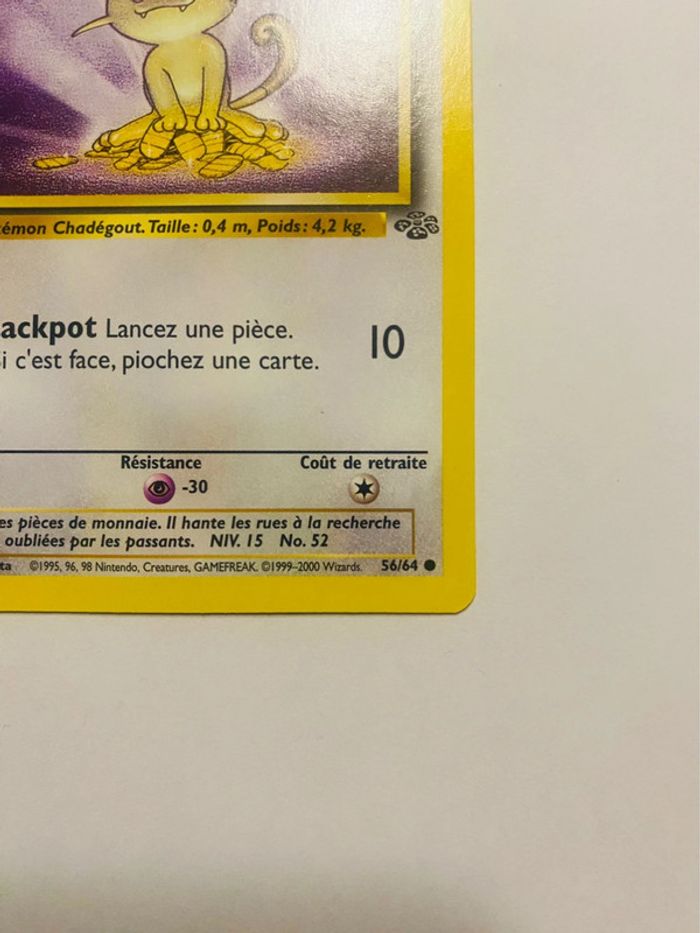 émon Chadégout. Taille: 0,4 m, Poids: 4,2 kg.
ackpot Lancez une pièce.
i c'est face, piochez une carte.
10
Résistance
Coût de retraite
-30
es pièces de monnaie. Il hante les rues à la recherche
oubliées par les passants. NIV. 15 No. 52
ta ©1995, 96, 98 Nintendo, Creatures, GAMEFREAK. ©1999-2000 Wizards. 56/64